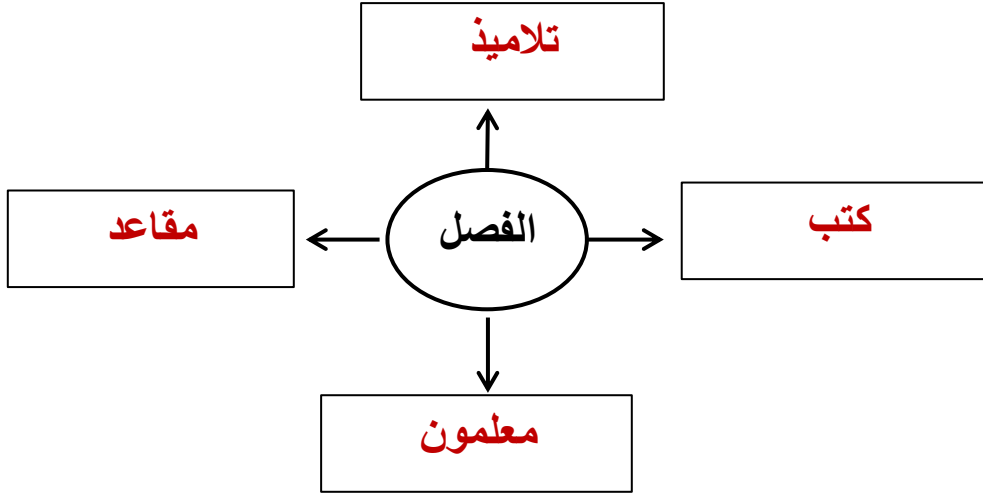 تلاميذ
كتب
الفصل
مقاعد
معلمون